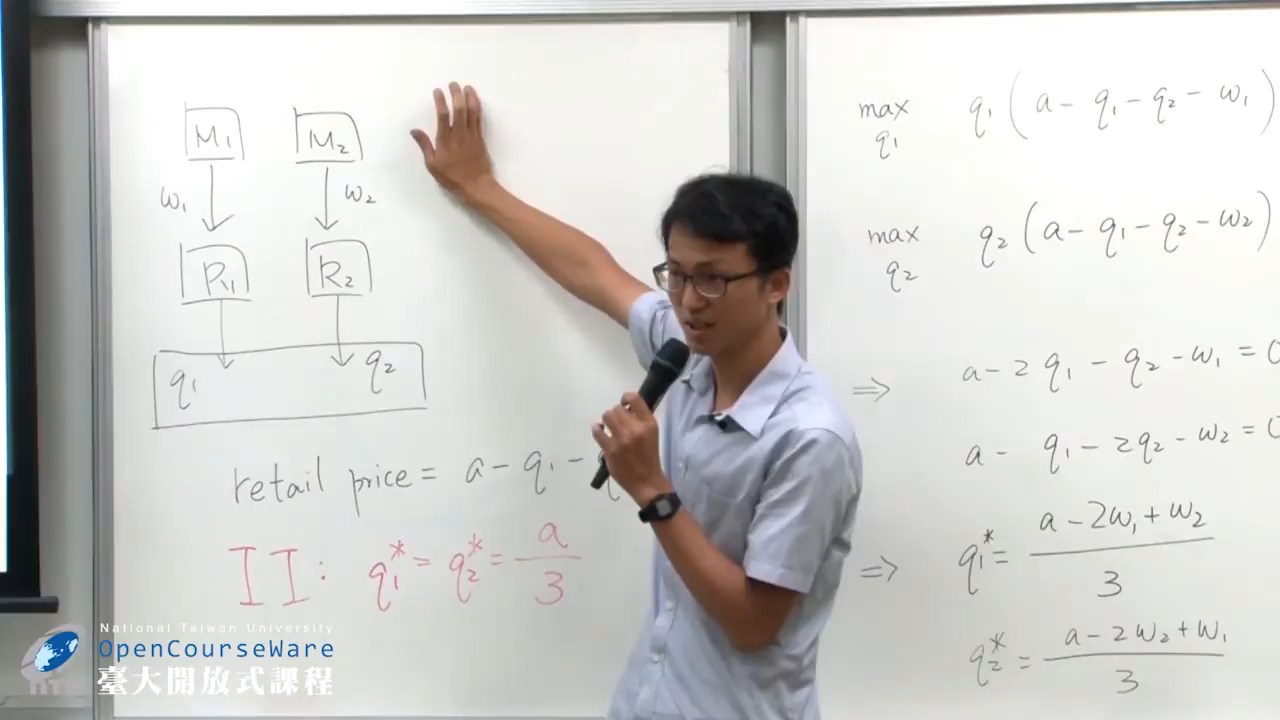 M₁ M₂
w₁ w₂
R₁ R₂
q₁ q₂
retail price = a - q₁ -
II: q₁* = q₂* = a/3
max q₁ q₁ ( a - q₁ - q₂ - w₁ )
max q₂ q₂ ( a - q₁ - q₂ - w₂ )
⇒ a - 2q₁ - q₂ - w₁ = 0
a - q₁ - 2q₂ - w₂ = 0
⇒ q₁* = (a - 2w₁ + w₂)/3
q₂* = (a - 2w₂ + w₁)/3
National Taiwan University
OpenCourseWare
臺大開放式課程